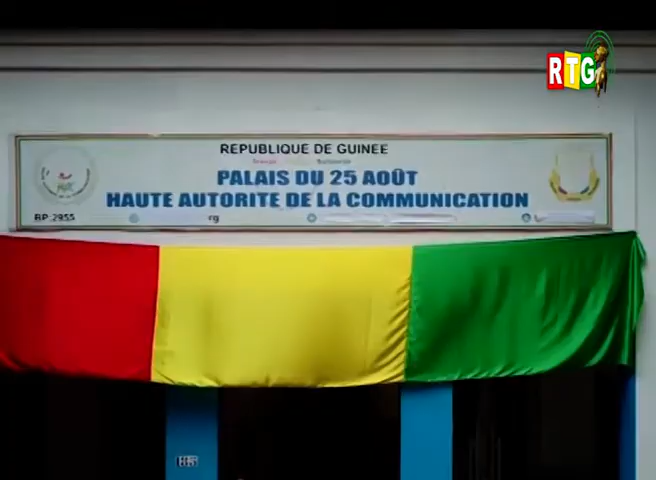 RTG
REPUBLIQUE DE GUINEE
PALAIS DU 25 AOÛT
HAUTE AUTORITE DE LA COMMUNICATION
BP:2955